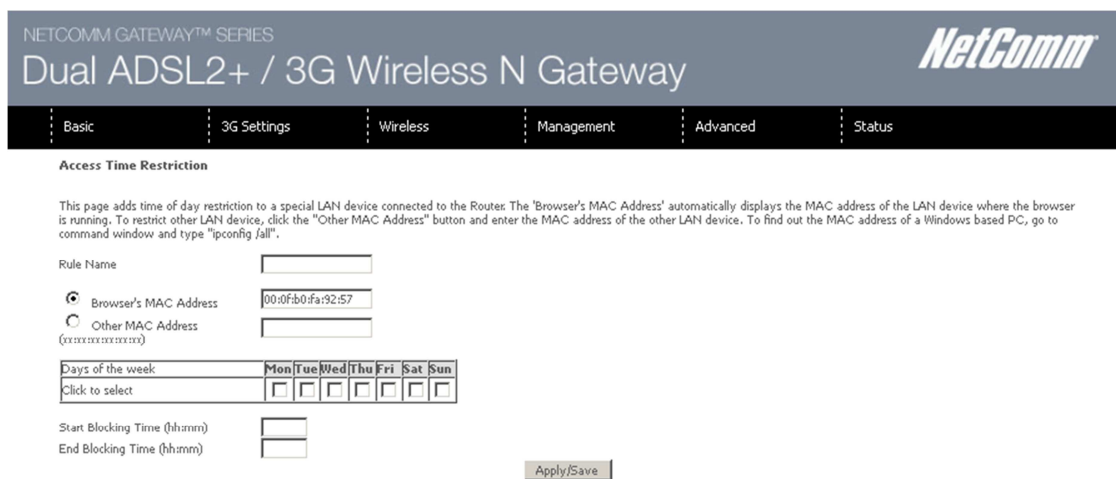 NETCOMM GATEWAY™ SERIES
Dual ADSL2+ / 3G Wireless N Gateway
NetComm
Basic 3G Settings Wireless Management Advanced Status
Access Time Restriction
This page adds time of day restriction to a special LAN device connected to the Router. The 'Browser's MAC Address' automatically displays the MAC address of the LAN device where the browser
is running. To restrict other LAN device, click the "Other MAC Address" button and enter the MAC address of the other LAN device. To find out the MAC address of a Windows based PC, go to
command window and type "ipconfig /all".
Rule Name
Browser's MAC Address 00:0f:b0:fa:92:57
Other MAC Address
(xx:xx:xx:xx:xx:xx)
Days of the week Mon Tue Wed Thu Fri Sat Sun
Click to select
Start Blocking Time (hh:mm)
End Blocking Time (hh:mm)
Apply/Save